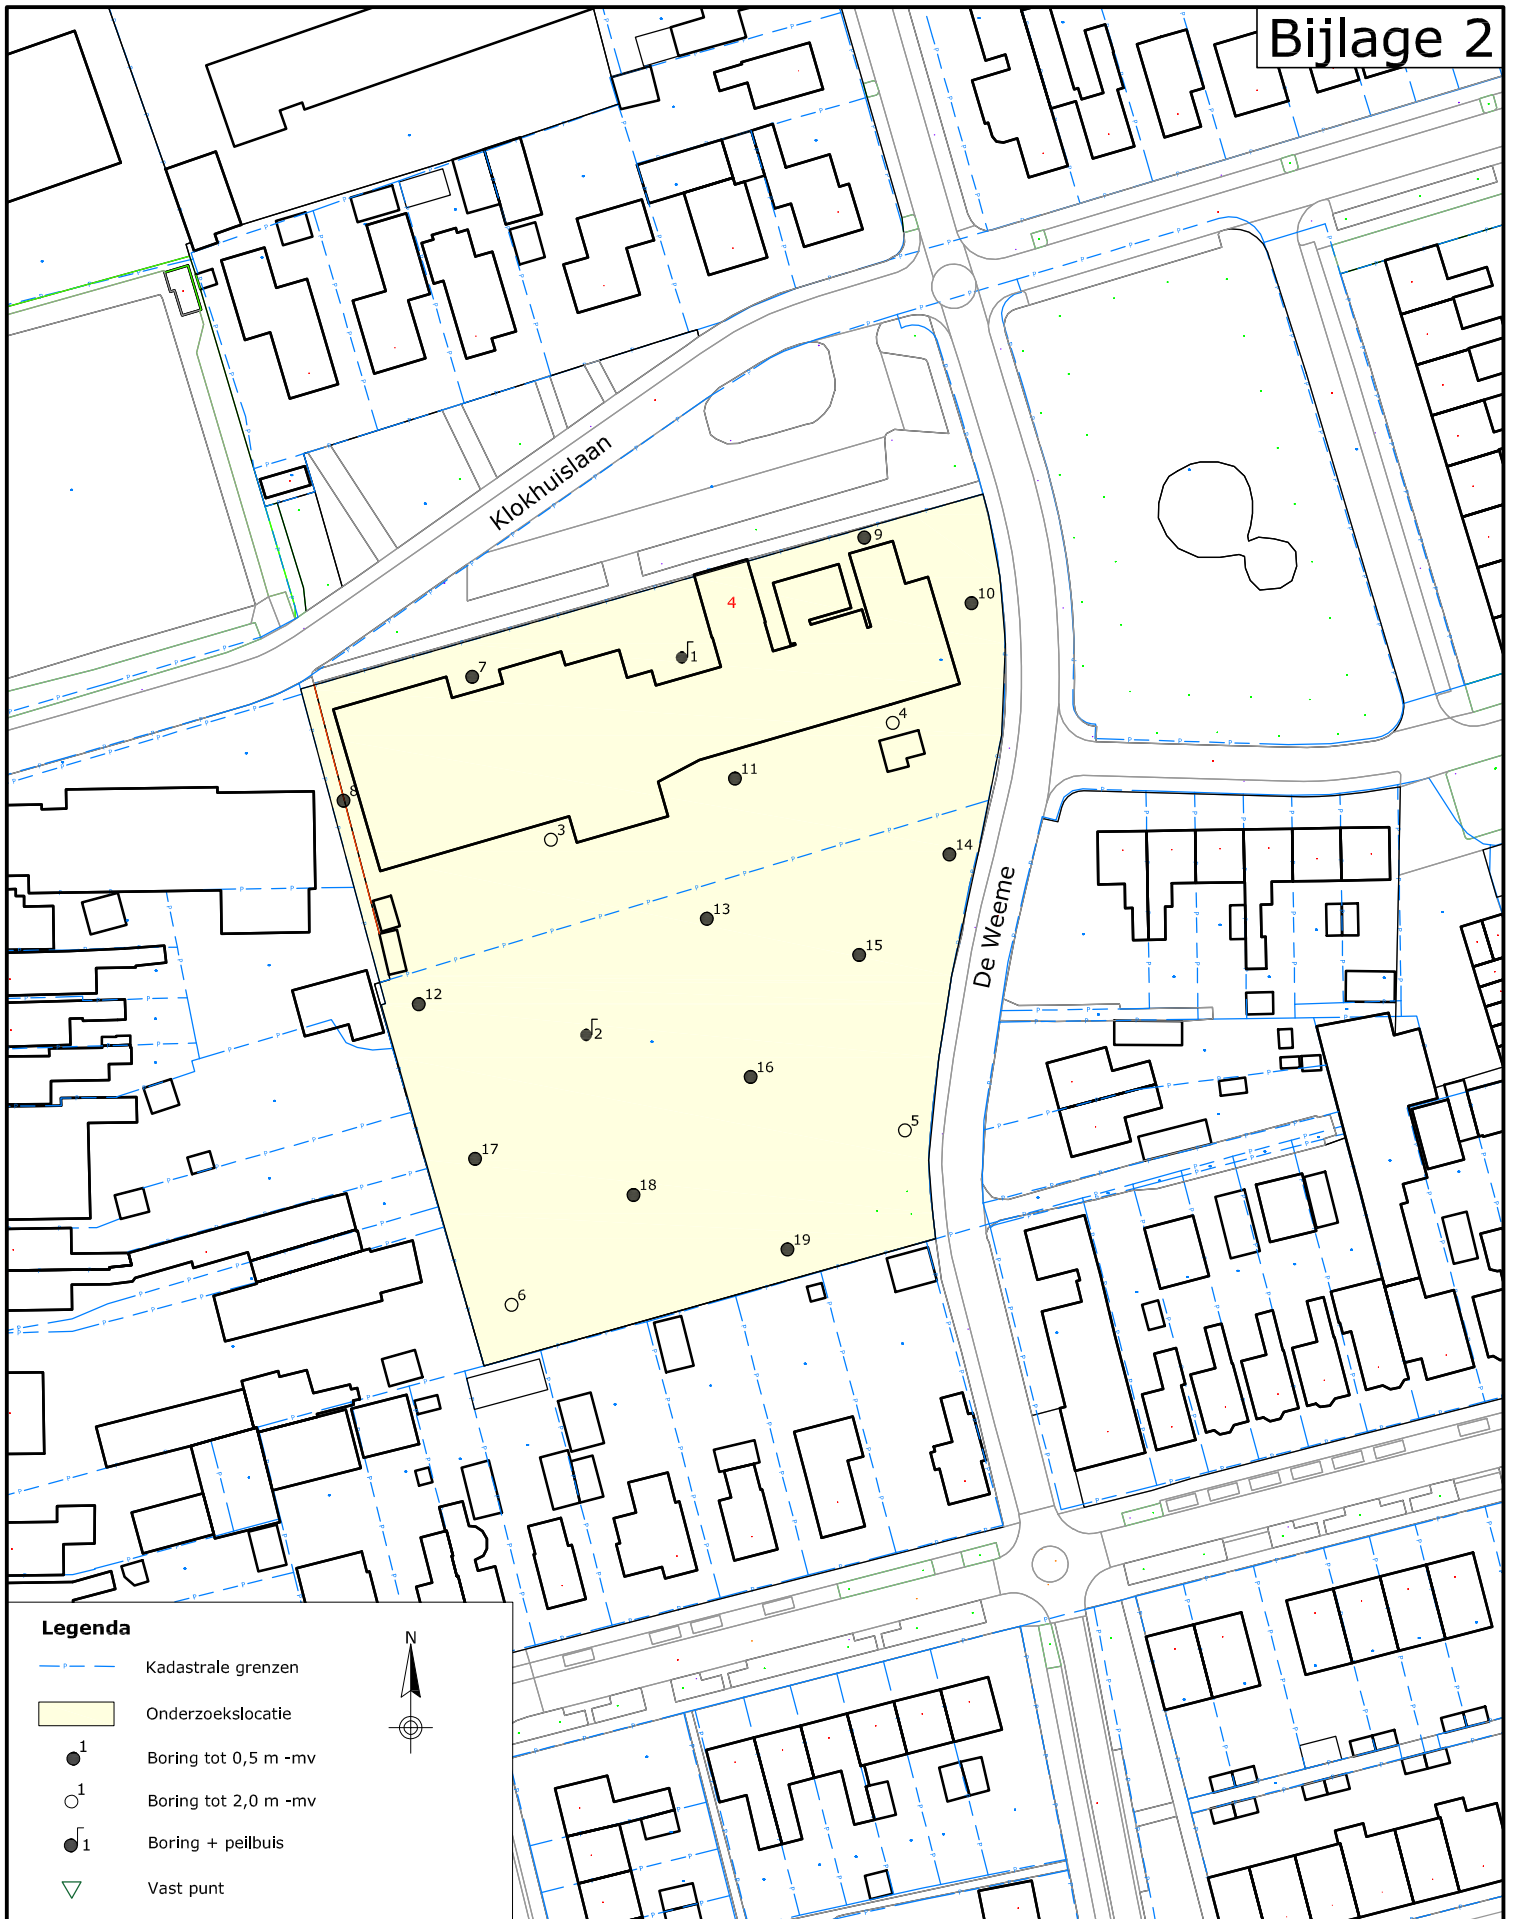 Bijlage 2
Klokhuislaan
9
4
10
1
7
4
11
8
3
14
13
De Weeme
15
12
2
16
5
17
18
19
6
Legenda
N
P Kadastrale grenzen
Onderzoekslocatie
1 Boring tot 0,5 m -mv
1 Boring tot 2,0 m -mv
1 Boring + peilbuis
Vast punt